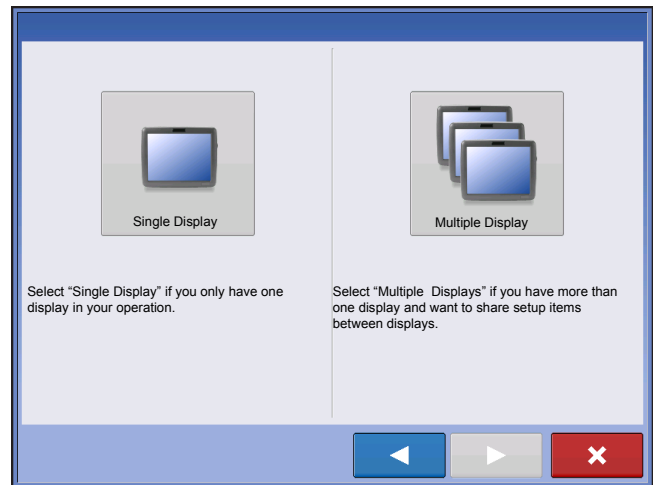 Single Display
Multiple Display
Select “Single Display” if you only have one
display in your operation.
Select “Multiple Displays” if you have more than
one display and want to share setup items
between displays.